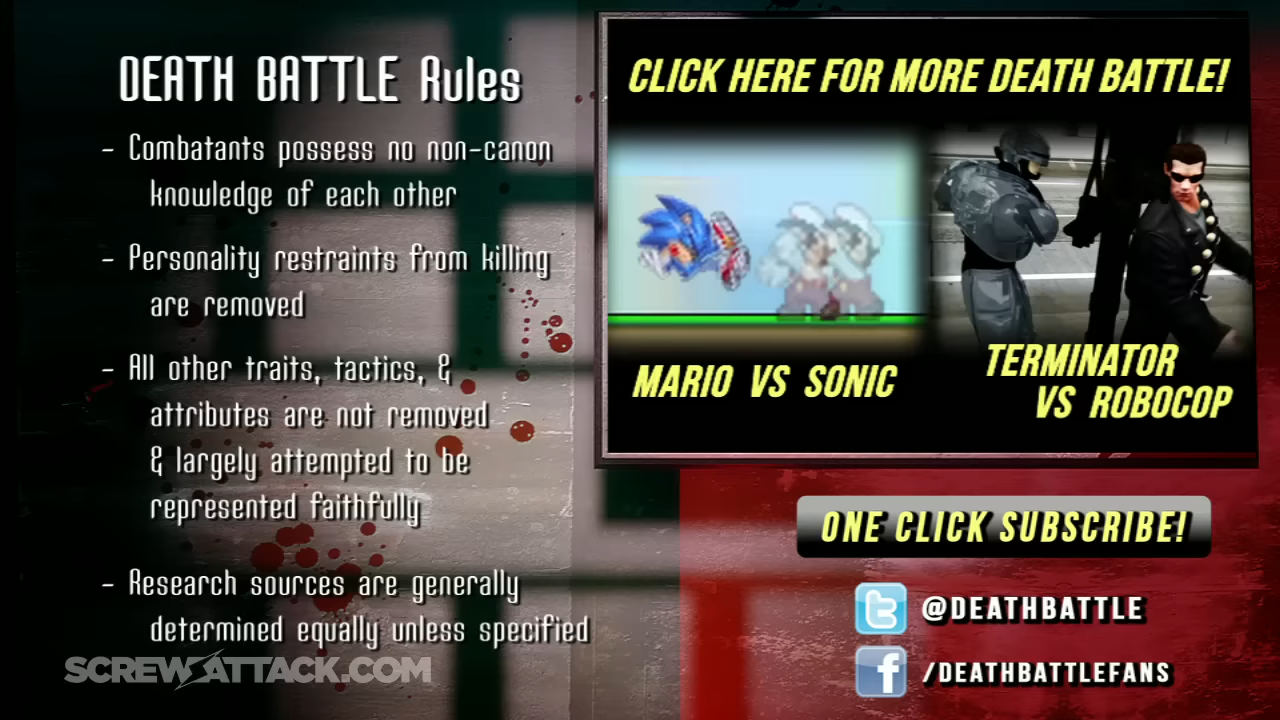 DEATH BATTLE Rules
- Combatants possess no non-canon
knowledge of each other
- Personality restraints from killing
are removed
- All other traits, tactics, &
attributes are not removed
& largely attempted to be
represented faithfully
- Research sources are generally
determined equally unless specified
SCREWATTACK.COM
CLICK HERE FOR MORE DEATH BATTLE!
MARIO VS SONIC
TERMINATOR
VS ROBOCOP
ONE CLICK SUBSCRIBE!
@DEATHBATTLE
/DEATHBATTLEFANS